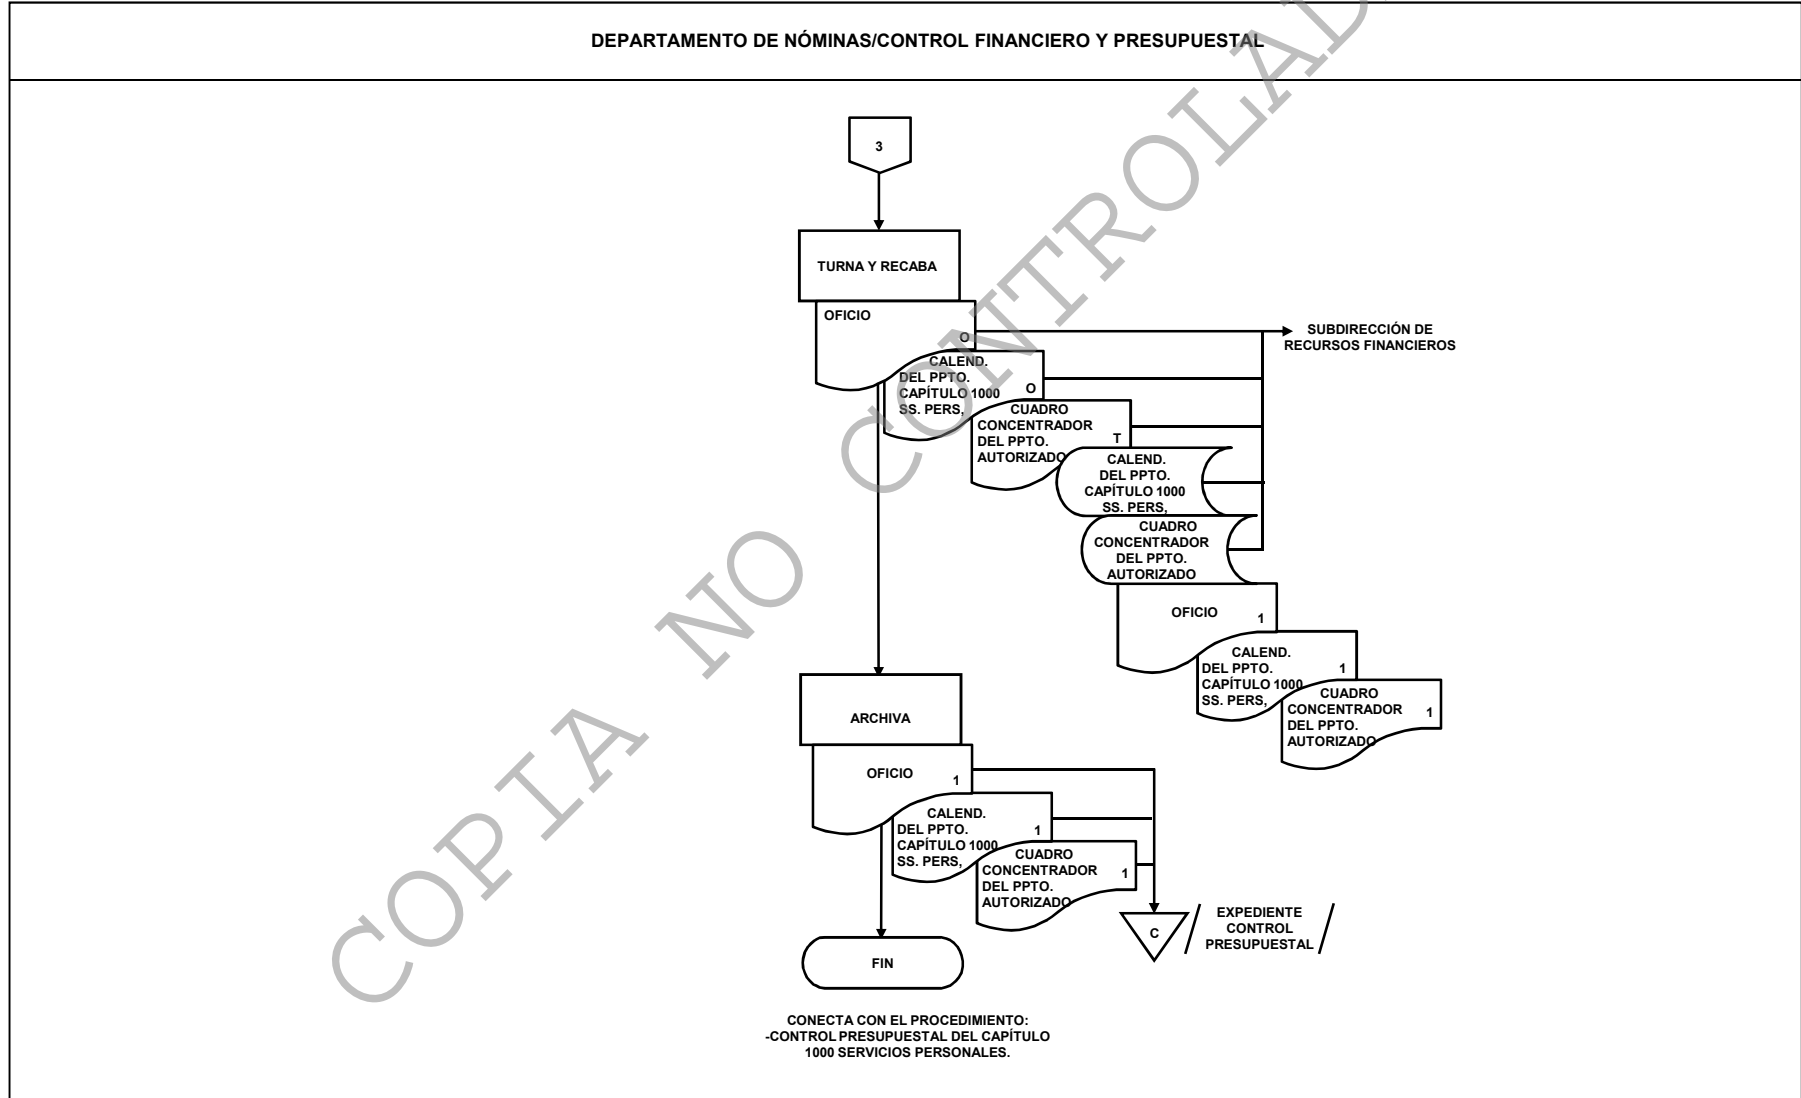 DEPARTAMENTO DE NÓMINAS/CONTROL FINANCIERO Y PRESUPUESTAL
3
TURNA Y RECABA
OFICIO
O
SUBDIRECCIÓN DE
RECURSOS FINANCIEROS
CALEND.
DEL PPTO.
CAPÍTULO 1000
SS. PERS,
O
CUADRO
CONCENTRADOR
DEL PPTO.
AUTORIZADO
T
CALEND.
DEL PPTO.
CAPÍTULO 1000
SS. PERS,
CUADRO
CONCENTRADOR
DEL PPTO.
AUTORIZADO
OFICIO
1
CALEND.
DEL PPTO.
CAPÍTULO 1000
SS. PERS,
1
CUADRO
CONCENTRADOR
DEL PPTO.
AUTORIZADO
1
ARCHIVA
OFICIO
1
CALEND.
DEL PPTO.
CAPÍTULO 1000
SS. PERS,
1
CUADRO
CONCENTRADOR
DEL PPTO.
AUTORIZADO
1
C
EXPEDIENTE
CONTROL
PRESUPUESTAL
FIN
CONECTA CON EL PROCEDIMIENTO:
-CONTROL PRESUPUESTAL DEL CAPÍTULO
1000 SERVICIOS PERSONALES.
COPIA NO CONTROLAD